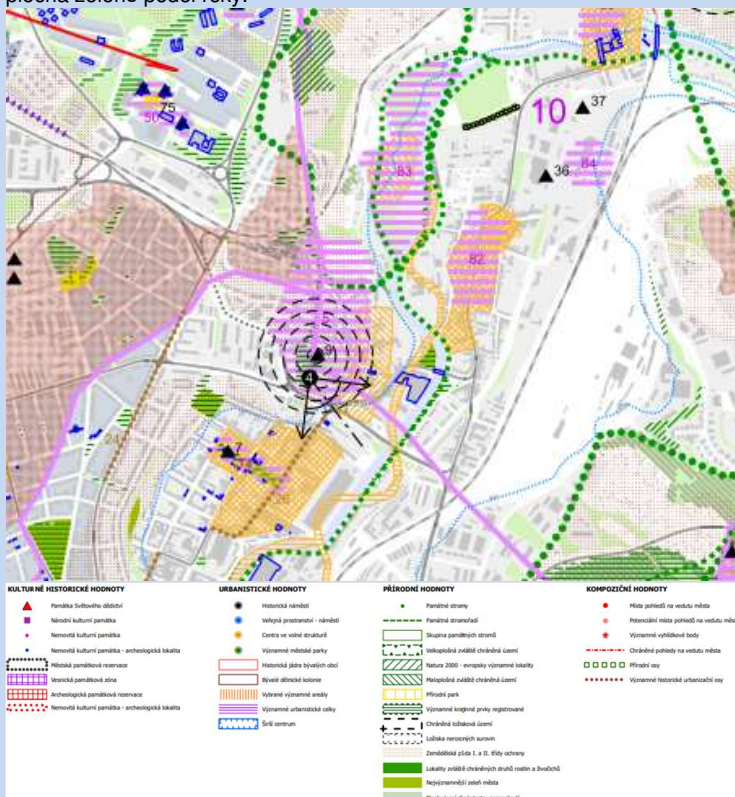 plocha zeleně podél řeky.
75
50
10
37
36
84
83
82
9
4
24
7
26
KULTURNĚ HISTORICKÉ HODNOTY
Památka Světového dědictví
Národní kulturní památka
Nemovitá kulturní památka
Nemovitá kulturní památka - archeologická lokalita
Městská památková rezervace
Vesnická památková zóna
Archeologická památková rezervace
Nemovitá kulturní památka - archeologická lokalita
URBANISTICKÉ HODNOTY
Historická náměstí
Veřejná prostranství - náměstí
Centra ve volné struktuře
Významné městské parky
Historická jádra bývalých obcí
Bývalé dělnické kolonie
Vybrané významné areály
Významné urbanistické celky
Širší centrum
PŘÍRODNÍ HODNOTY
Památné stromy
Památná stromořadí
Skupina památných stromů
Velkoplošná zvláště chráněná území
Natura 2000 - evropsky významné lokality
Maloplošná zvláště chráněná území
Přírodní park
Významné krajinné prvky registrované
Chráněná ložisková území
Ložiska nerostných surovin
Zemědělská půda I. a II. třídy ochrany
Lokality zvláště chráněných druhů rostlin a živočichů
Nejvýznamnější zeleň města
KOMPOZIČNÍ HODNOTY
Místa pohledů na vedutu města
Potenciální místa pohledů na vedutu měst
Významné vyhlídkové body
Chráněné pohledy na vedutu města
Přírodní osy
Významné historické urbanizační osy